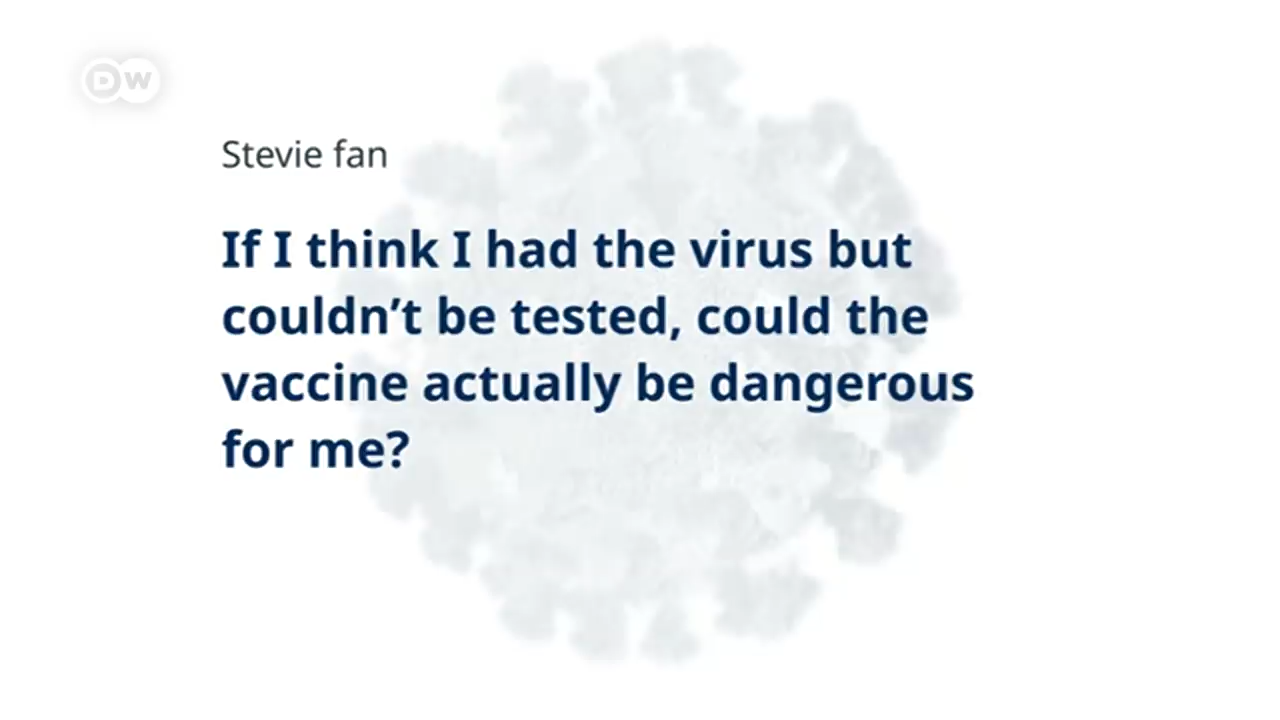 DW
Stevie fan
If I think I had the virus but
couldn’t be tested, could the
vaccine actually be dangerous
for me?